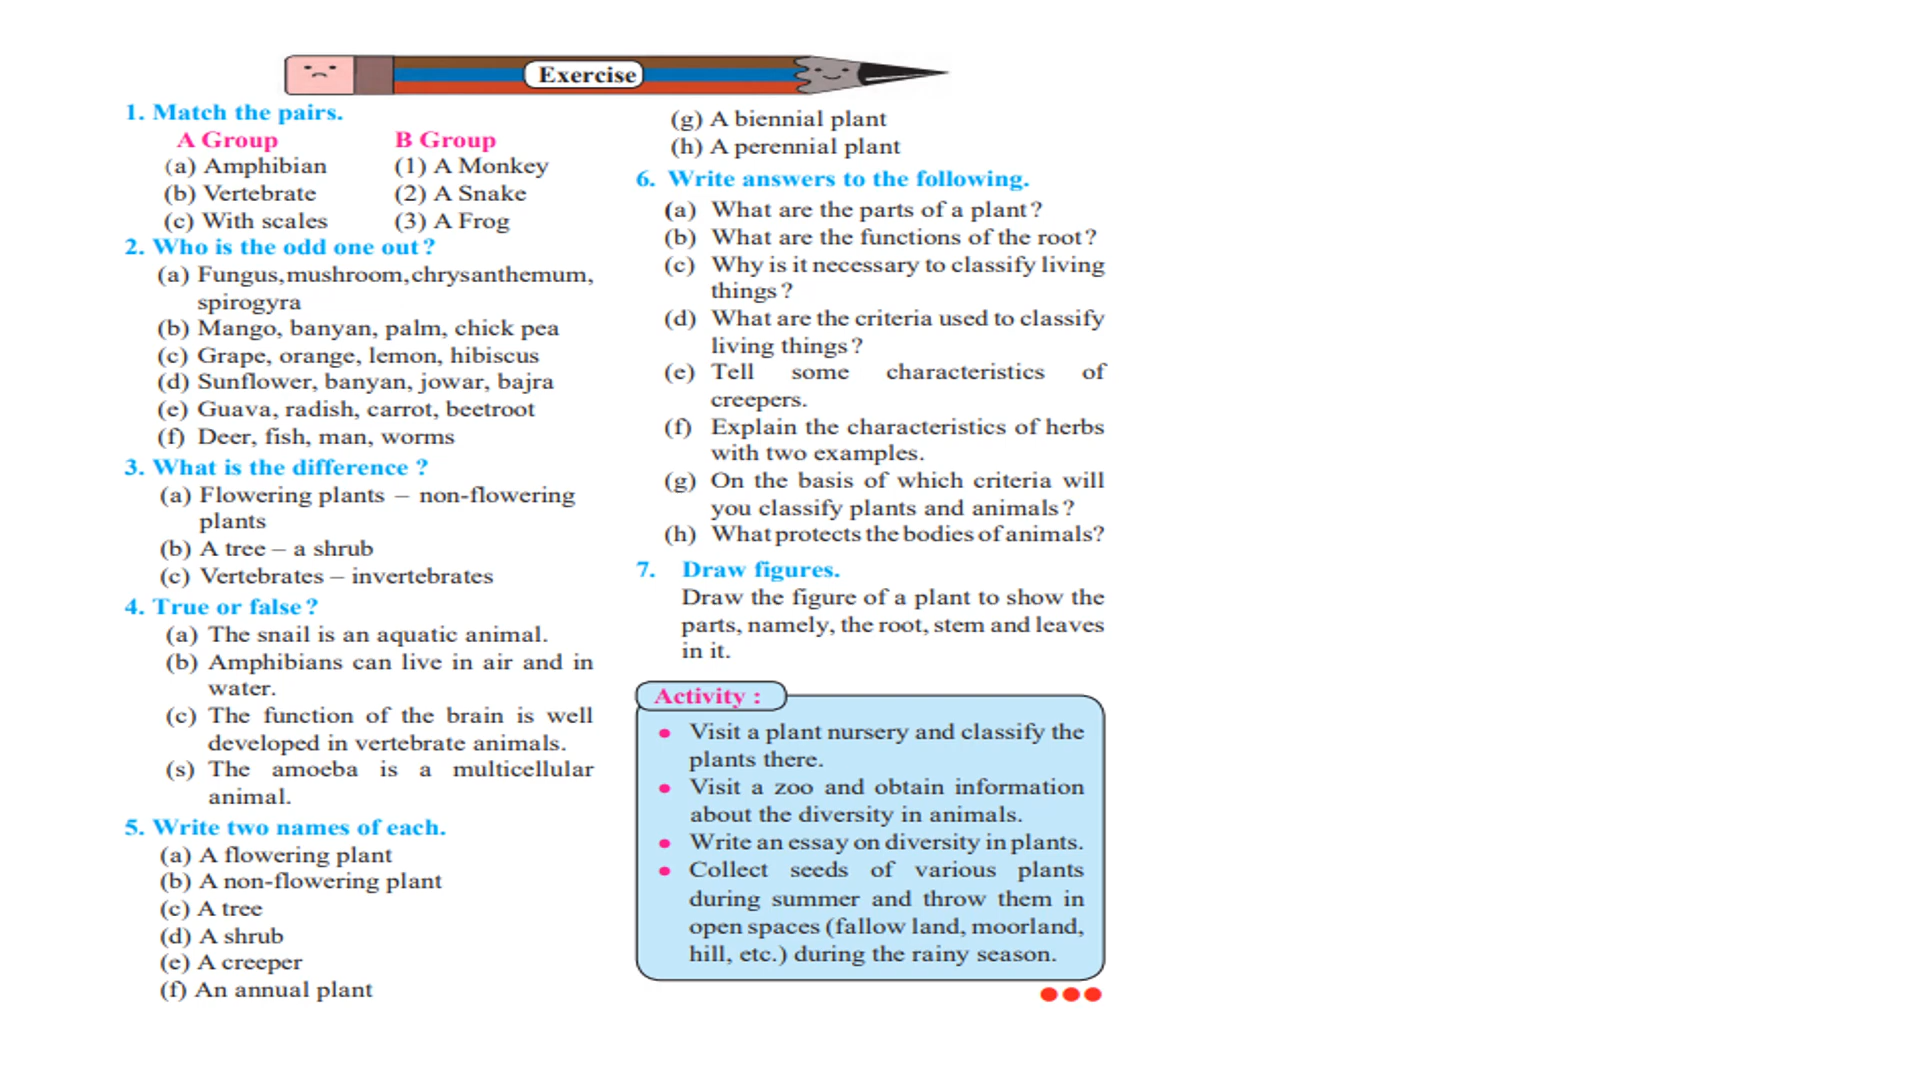 Exercise
1. Match the pairs.
A Group B Group
(a) Amphibian (1) A Monkey
(b) Vertebrate (2) A Snake
(c) With scales (3) A Frog
2. Who is the odd one out?
(a) Fungus, mushroom, chrysanthemum,
spirogyra
(b) Mango, banyan, palm, chick pea
(c) Grape, orange, lemon, hibiscus
(d) Sunflower, banyan, jowar, bajra
(e) Guava, radish, carrot, beetroot
(f) Deer, fish, man, worms
3. What is the difference ?
(a) Flowering plants – non-flowering
plants
(b) A tree – a shrub
(c) Vertebrates – invertebrates
4. True or false?
(a) The snail is an aquatic animal.
(b) Amphibians can live in air and in
water.
(c) The function of the brain is well
developed in vertebrate animals.
(s) The amoeba is a multicellular
animal.
5. Write two names of each.
(a) A flowering plant
(b) A non-flowering plant
(c) A tree
(d) A shrub
(e) A creeper
(f) An annual plant
(g) A biennial plant
(h) A perennial plant
6. Write answers to the following.
(a) What are the parts of a plant?
(b) What are the functions of the root?
(c) Why is it necessary to classify living
things?
(d) What are the criteria used to classify
living things?
(e) Tell some characteristics of
creepers.
(f) Explain the characteristics of herbs
with two examples.
(g) On the basis of which criteria will
you classify plants and animals?
(h) What protects the bodies of animals?
7. Draw figures.
Draw the figure of a plant to show the
parts, namely, the root, stem and leaves
in it.
Activity :
• Visit a plant nursery and classify the
plants there.
• Visit a zoo and obtain information
about the diversity in animals.
• Write an essay on diversity in plants.
• Collect seeds of various plants
during summer and throw them in
open spaces (fallow land, moorland,
hill, etc.) during the rainy season.